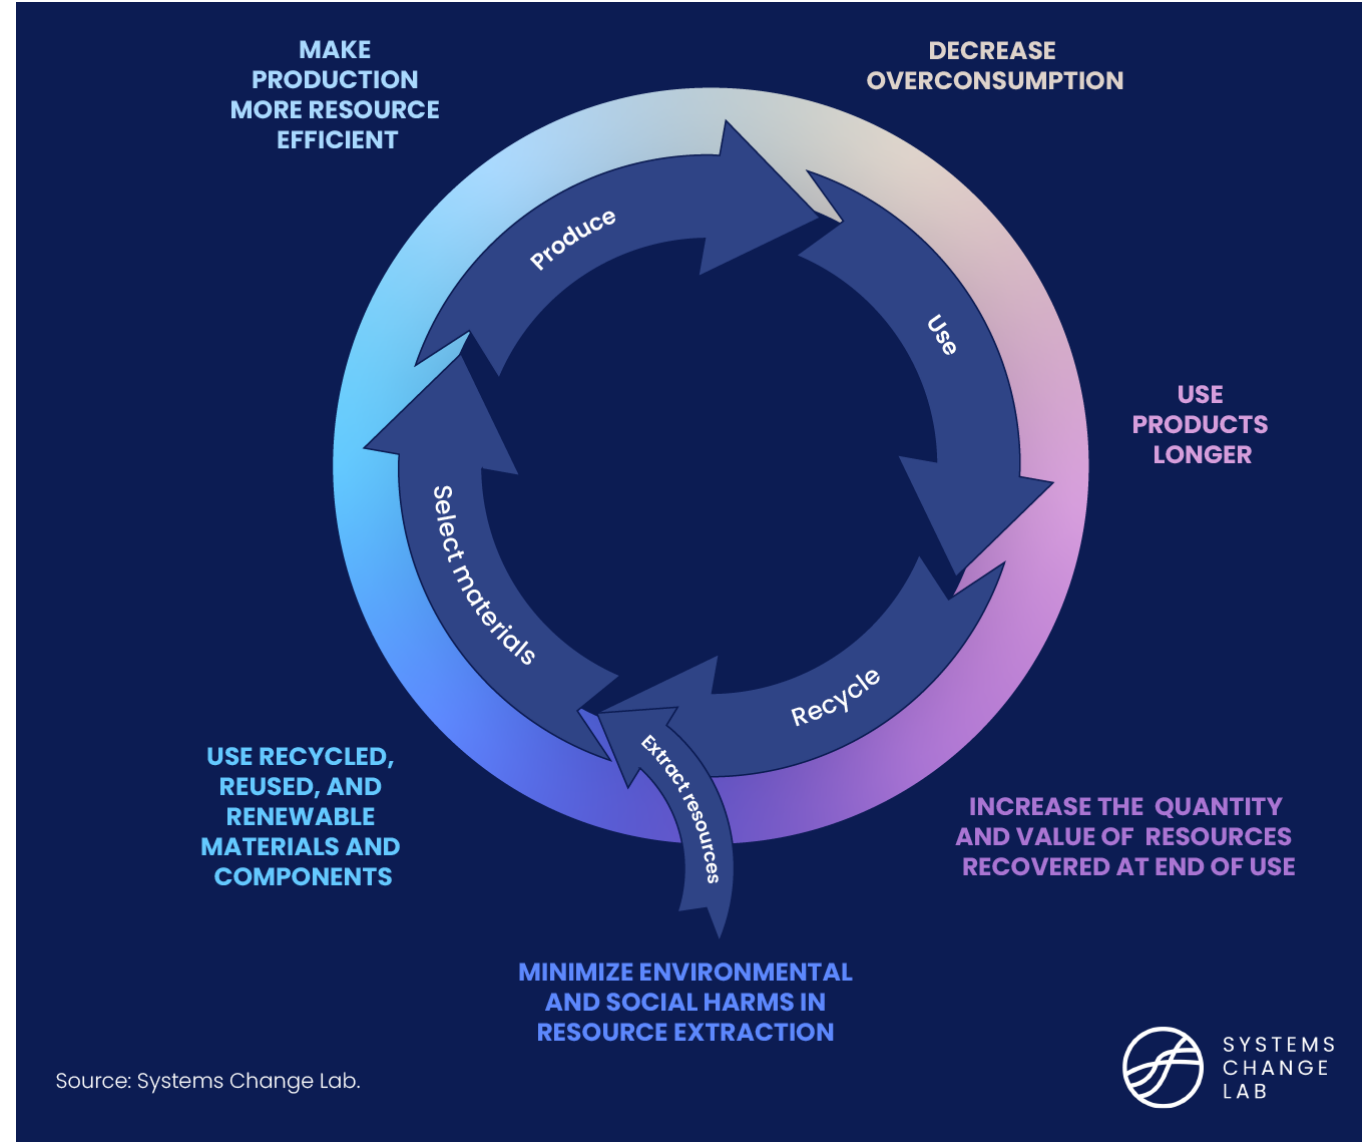 MAKE
PRODUCTION
MORE RESOURCE
EFFICIENT
DECREASE
OVERCONSUMPTION
Produce
Use
USE
PRODUCTS
LONGER
Select materials
Recycle
Extract resources
USE RECYCLED,
REUSED, AND
RENEWABLE
MATERIALS AND
COMPONENTS
INCREASE THE QUANTITY
AND VALUE OF RESOURCES
RECOVERED AT END OF USE
MINIMIZE ENVIRONMENTAL
AND SOCIAL HARMS IN
RESOURCE EXTRACTION
Source: Systems Change Lab.
SYSTEMS
CHANGE
LAB